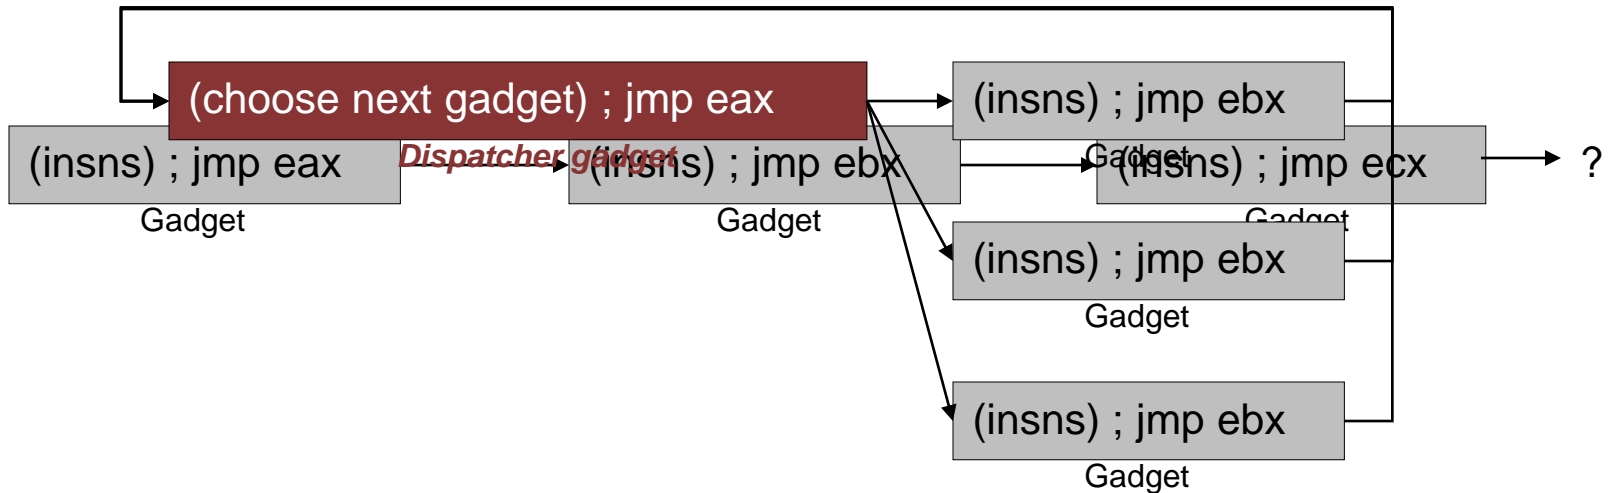 (choose next gadget) ; jmp eax
(insns) ; jmp ebx
Dispatcher gadget
Gadget
(insns) ; jmp eax
(insns) ; jmp ebx
(insns) ; jmp ecx
?
Gadget
Gadget
Gadget
(insns) ; jmp ebx
Gadget
(insns) ; jmp ebx
Gadget